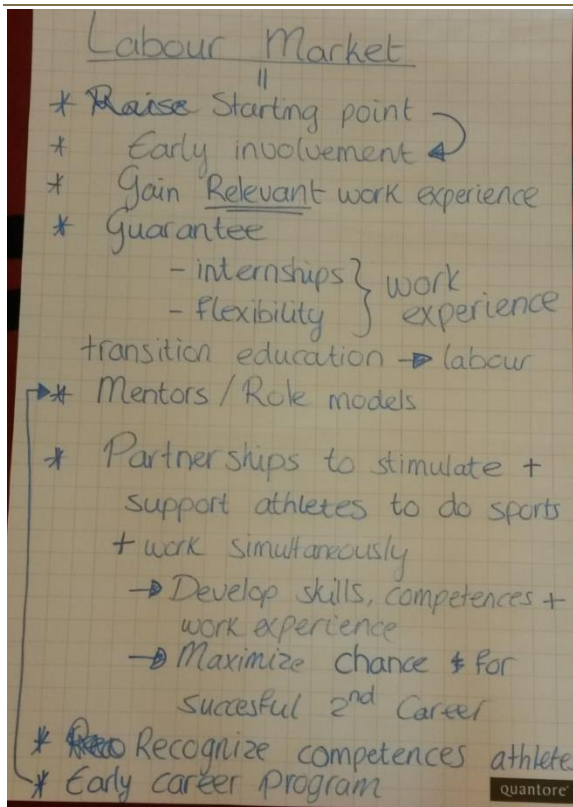 Labour Market
* Raise Starting point
* Early involvement
* Gain Relevant work experience
* Guarantee
- internships } work
- flexibility } experience
transition education → labour
* Mentors / Role models
* Partnerships to stimulate +
support athletes to do sports
+ work simultaneously
→ Develop skills, competences +
work experience
→ Maximize chance for
succesful 2nd Career
* Recognize competences athlete
* Early career program
quantore